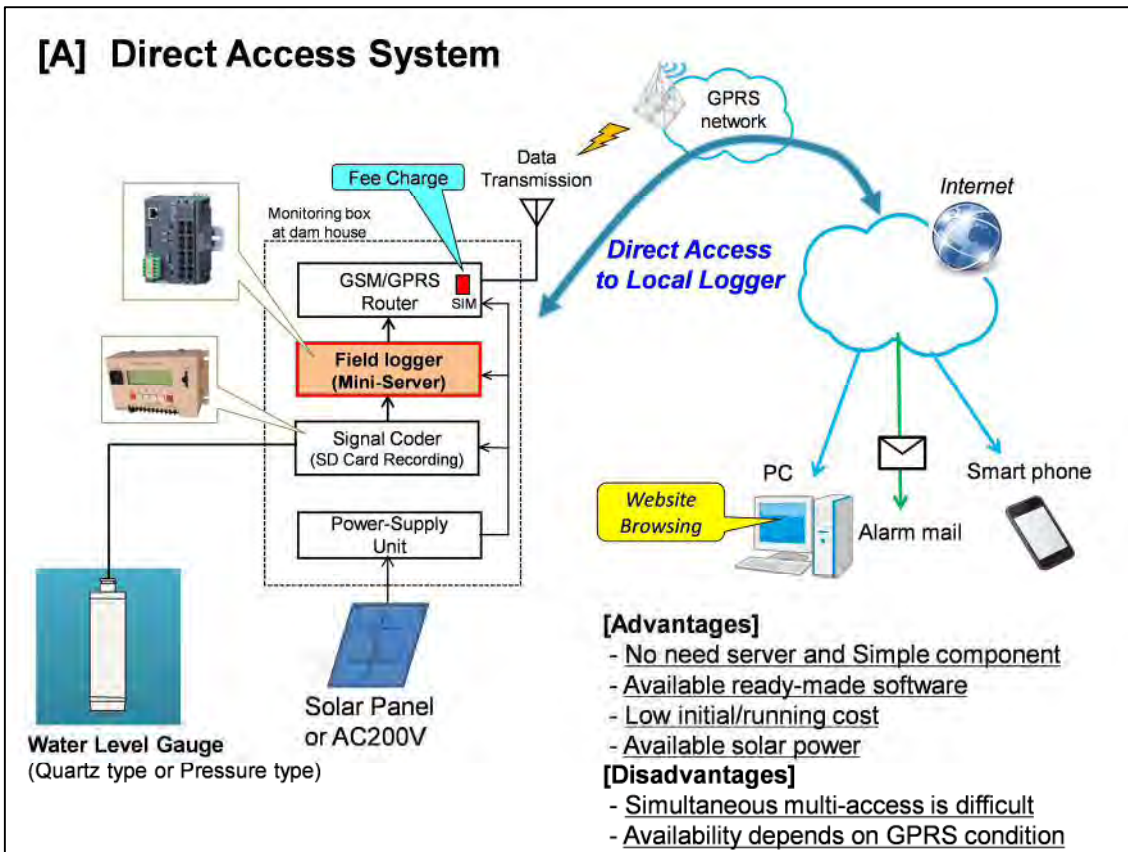 [A] Direct Access System
GPRS
network
Data
Transmission
Fee Charge
Internet
Monitoring box
at dam house
Direct Access
to Local Logger
GSM/GPRS
Router
SIM
Field logger
(Mini-Server)
Signal Coder
(SD Card Recording)
PC
Smart phone
Website
Browsing
Alarm mail
Power-Supply
Unit
Solar Panel
or AC200V
Water Level Gauge
(Quartz type or Pressure type)
[Advantages]
- No need server and Simple component
- Available ready-made software
- Low initial/running cost
- Available solar power
[Disadvantages]
- Simultaneous multi-access is difficult
- Availability depends on GPRS condition